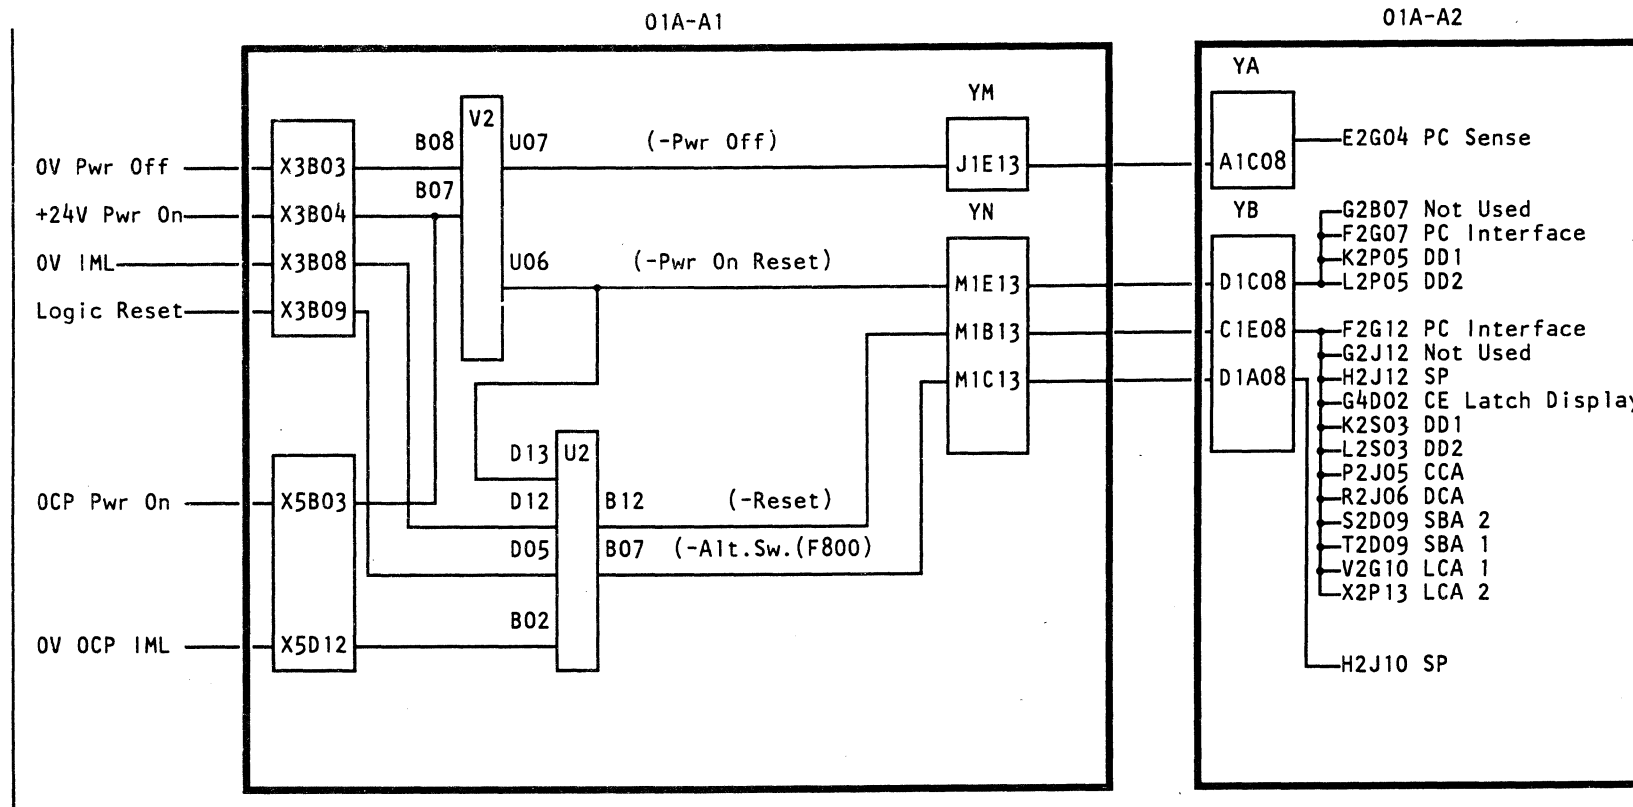 01A-A1
01A-A2
YA
YM
V2
B08 U07 (-Pwr Off)
E2G04 PC Sense
0V Pwr Off X3B03 J1E13 A1C08
B07
+24V Pwr On X3B04 YN YB G2B07 Not Used
F2G07 PC Interface
0V IML X3B08 U06 (-Pwr On Reset) K2P05 DD1
M1E13 D1C08 L2P05 DD2
Logic Reset X3B09
M1B13 C1E08 F2G12 PC Interface
G2J12 Not Used
M1C13 D1A08 H2J12 SP
G4D02 CE Latch Display
K2S03 DD1
D13 U2 L2S03 DD2
P2J05 CCA
OCP Pwr On X5B03 D12 B12 (-Reset) R2J06 DCA
S2D09 SBA 2
D05 B07 (-Alt.Sw.(F800) T2D09 SBA 1
V2G10 LCA 1
X2P13 LCA 2
B02
0V OCP IML X5D12
H2J10 SP